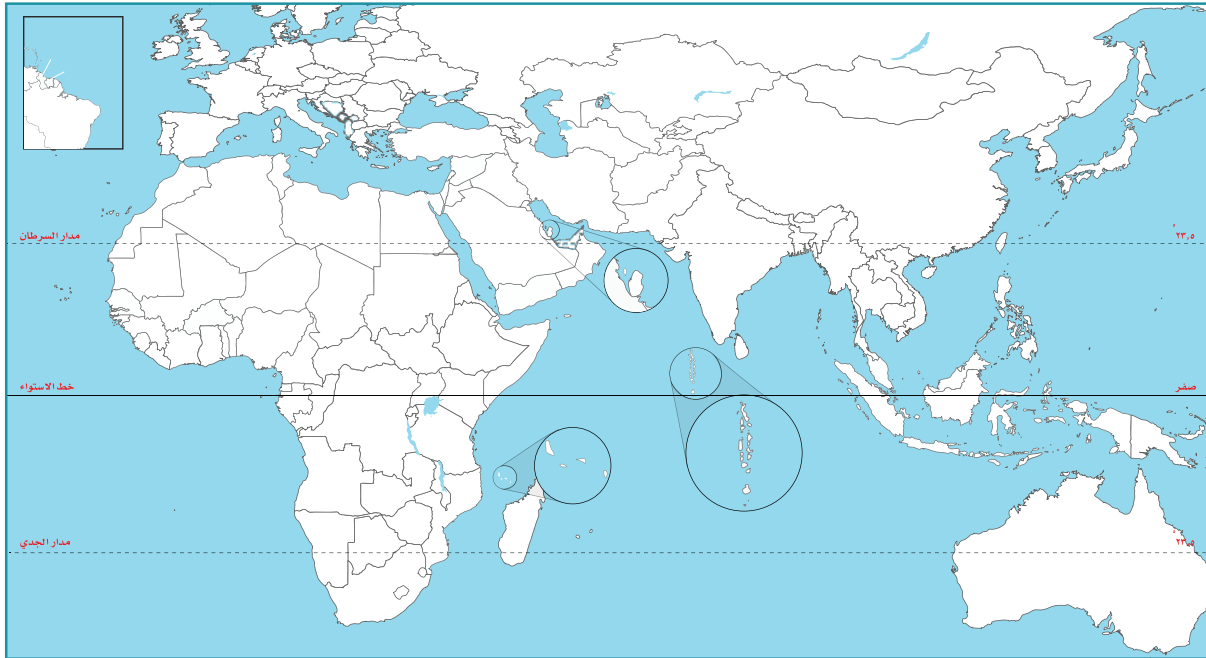 مدار السرطان
٢٣٫٥°
خط الاستواء
صفر
مدار الجدي
٢٣٫٥°